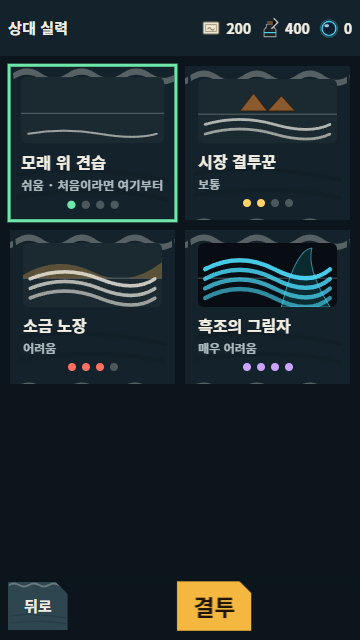 상대 실력
200
400
0
모래 위 견습
쉬움 · 처음이라면 여기부터
시장 결투꾼
보통
소금 노장
어려움
흑조의 그림자
매우 어려움
뒤로
결투